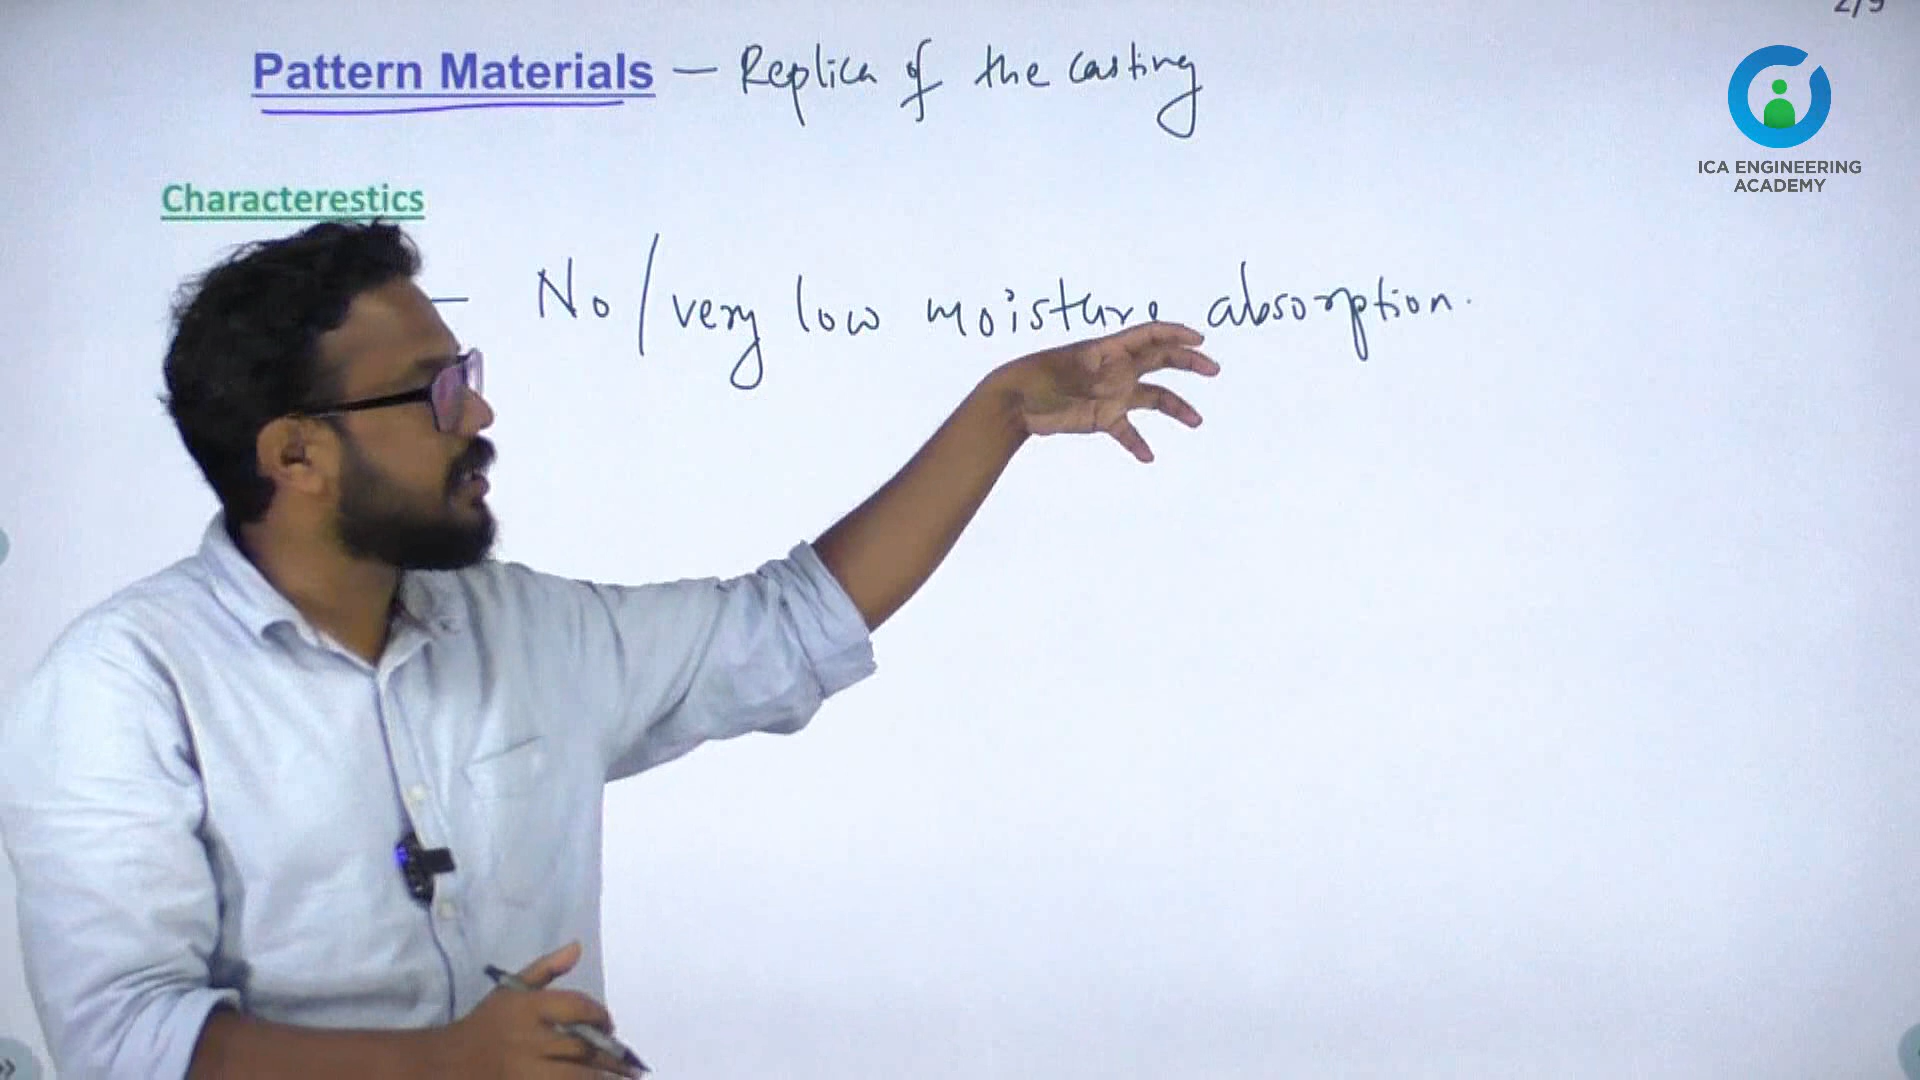 Pattern Materials — Replica of the casting
ICA ENGINEERING
ACADEMY
Characterestics
— No/very low moisture absorption.